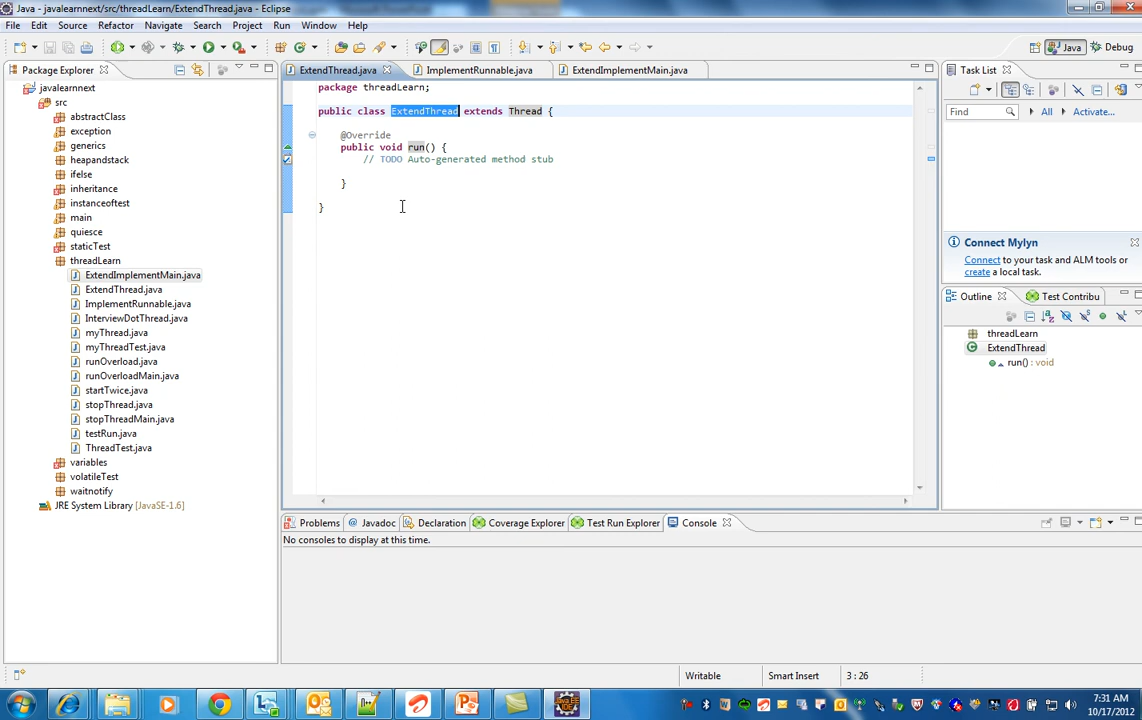 Java - javalearnnext/src/threadLearn/ExtendThread.java - Eclipse
File Edit Source Refactor Navigate Search Project Run Window Help
Java Debug
Package Explorer
javalearnnext
src
abstractClass
exception
generics
heapandstack
ifelse
inheritance
instanceoftest
main
quiesce
staticTest
threadLearn
ExtendImplementMain.java
ExtendThread.java
ImplementRunnable.java
InterviewDotThread.java
myThread.java
myThreadTest.java
runOverload.java
runOverloadMain.java
startTwice.java
stopThread.java
stopThreadMain.java
testRun.java
ThreadTest.java
variables
volatileTest
waitnotify
JRE System Library [JavaSE-1.6]
ExtendThread.java ImplementRunnable.java ExtendImplementMain.java
package threadLearn;
public class ExtendThread extends Thread {
@Override
public void run() {
// TODO Auto-generated method stub
}
}
Task List
Find All Activate...
Connect Mylyn
Connect to your task and ALM tools or
create a local task.
Outline Test Contribu
threadLearn
ExtendThread
run() : void
Problems @ Javadoc Declaration Coverage Explorer Test Run Explorer Console
No consoles to display at this time.
Writable Smart Insert 3 : 26
7:31 AM
10/17/2012